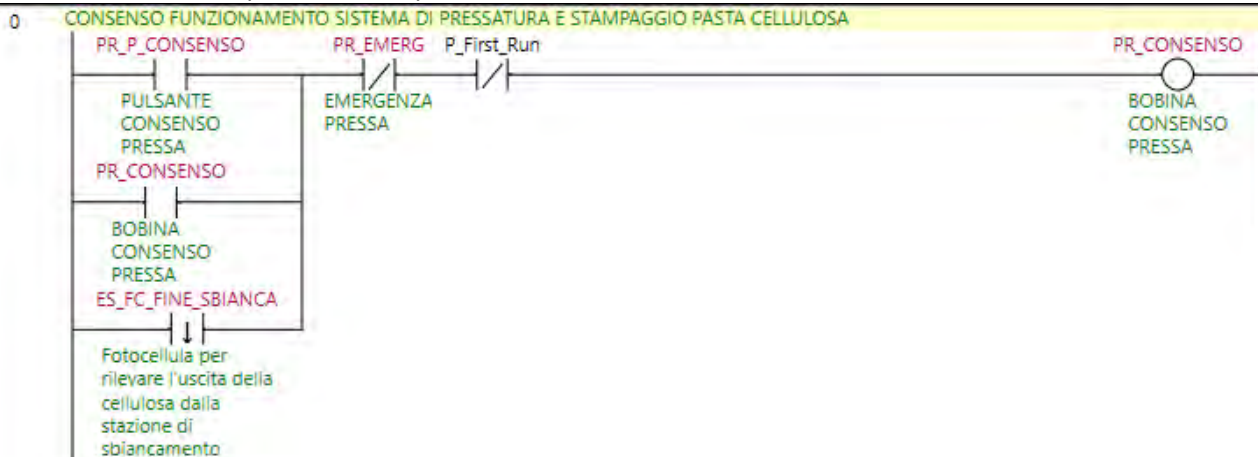 0 CONSENSO FUNZIONAMENTO SISTEMA DI PRESSATURA E STAMPAGGIO PASTA CELLULOSA
PR_P_CONSENSO PR_EMERG P_First_Run PR_CONSENSO
PULSANTE EMERGENZA BOBINA
CONSENSO PRESSA CONSENSO
PRESSA PRESSA
PR_CONSENSO
BOBINA
CONSENSO
PRESSA
ES_FC_FINE_SBIANCA
Fotocellula per
rilevare l'uscita della
cellulosa dalla
stazione di
sbiancamento